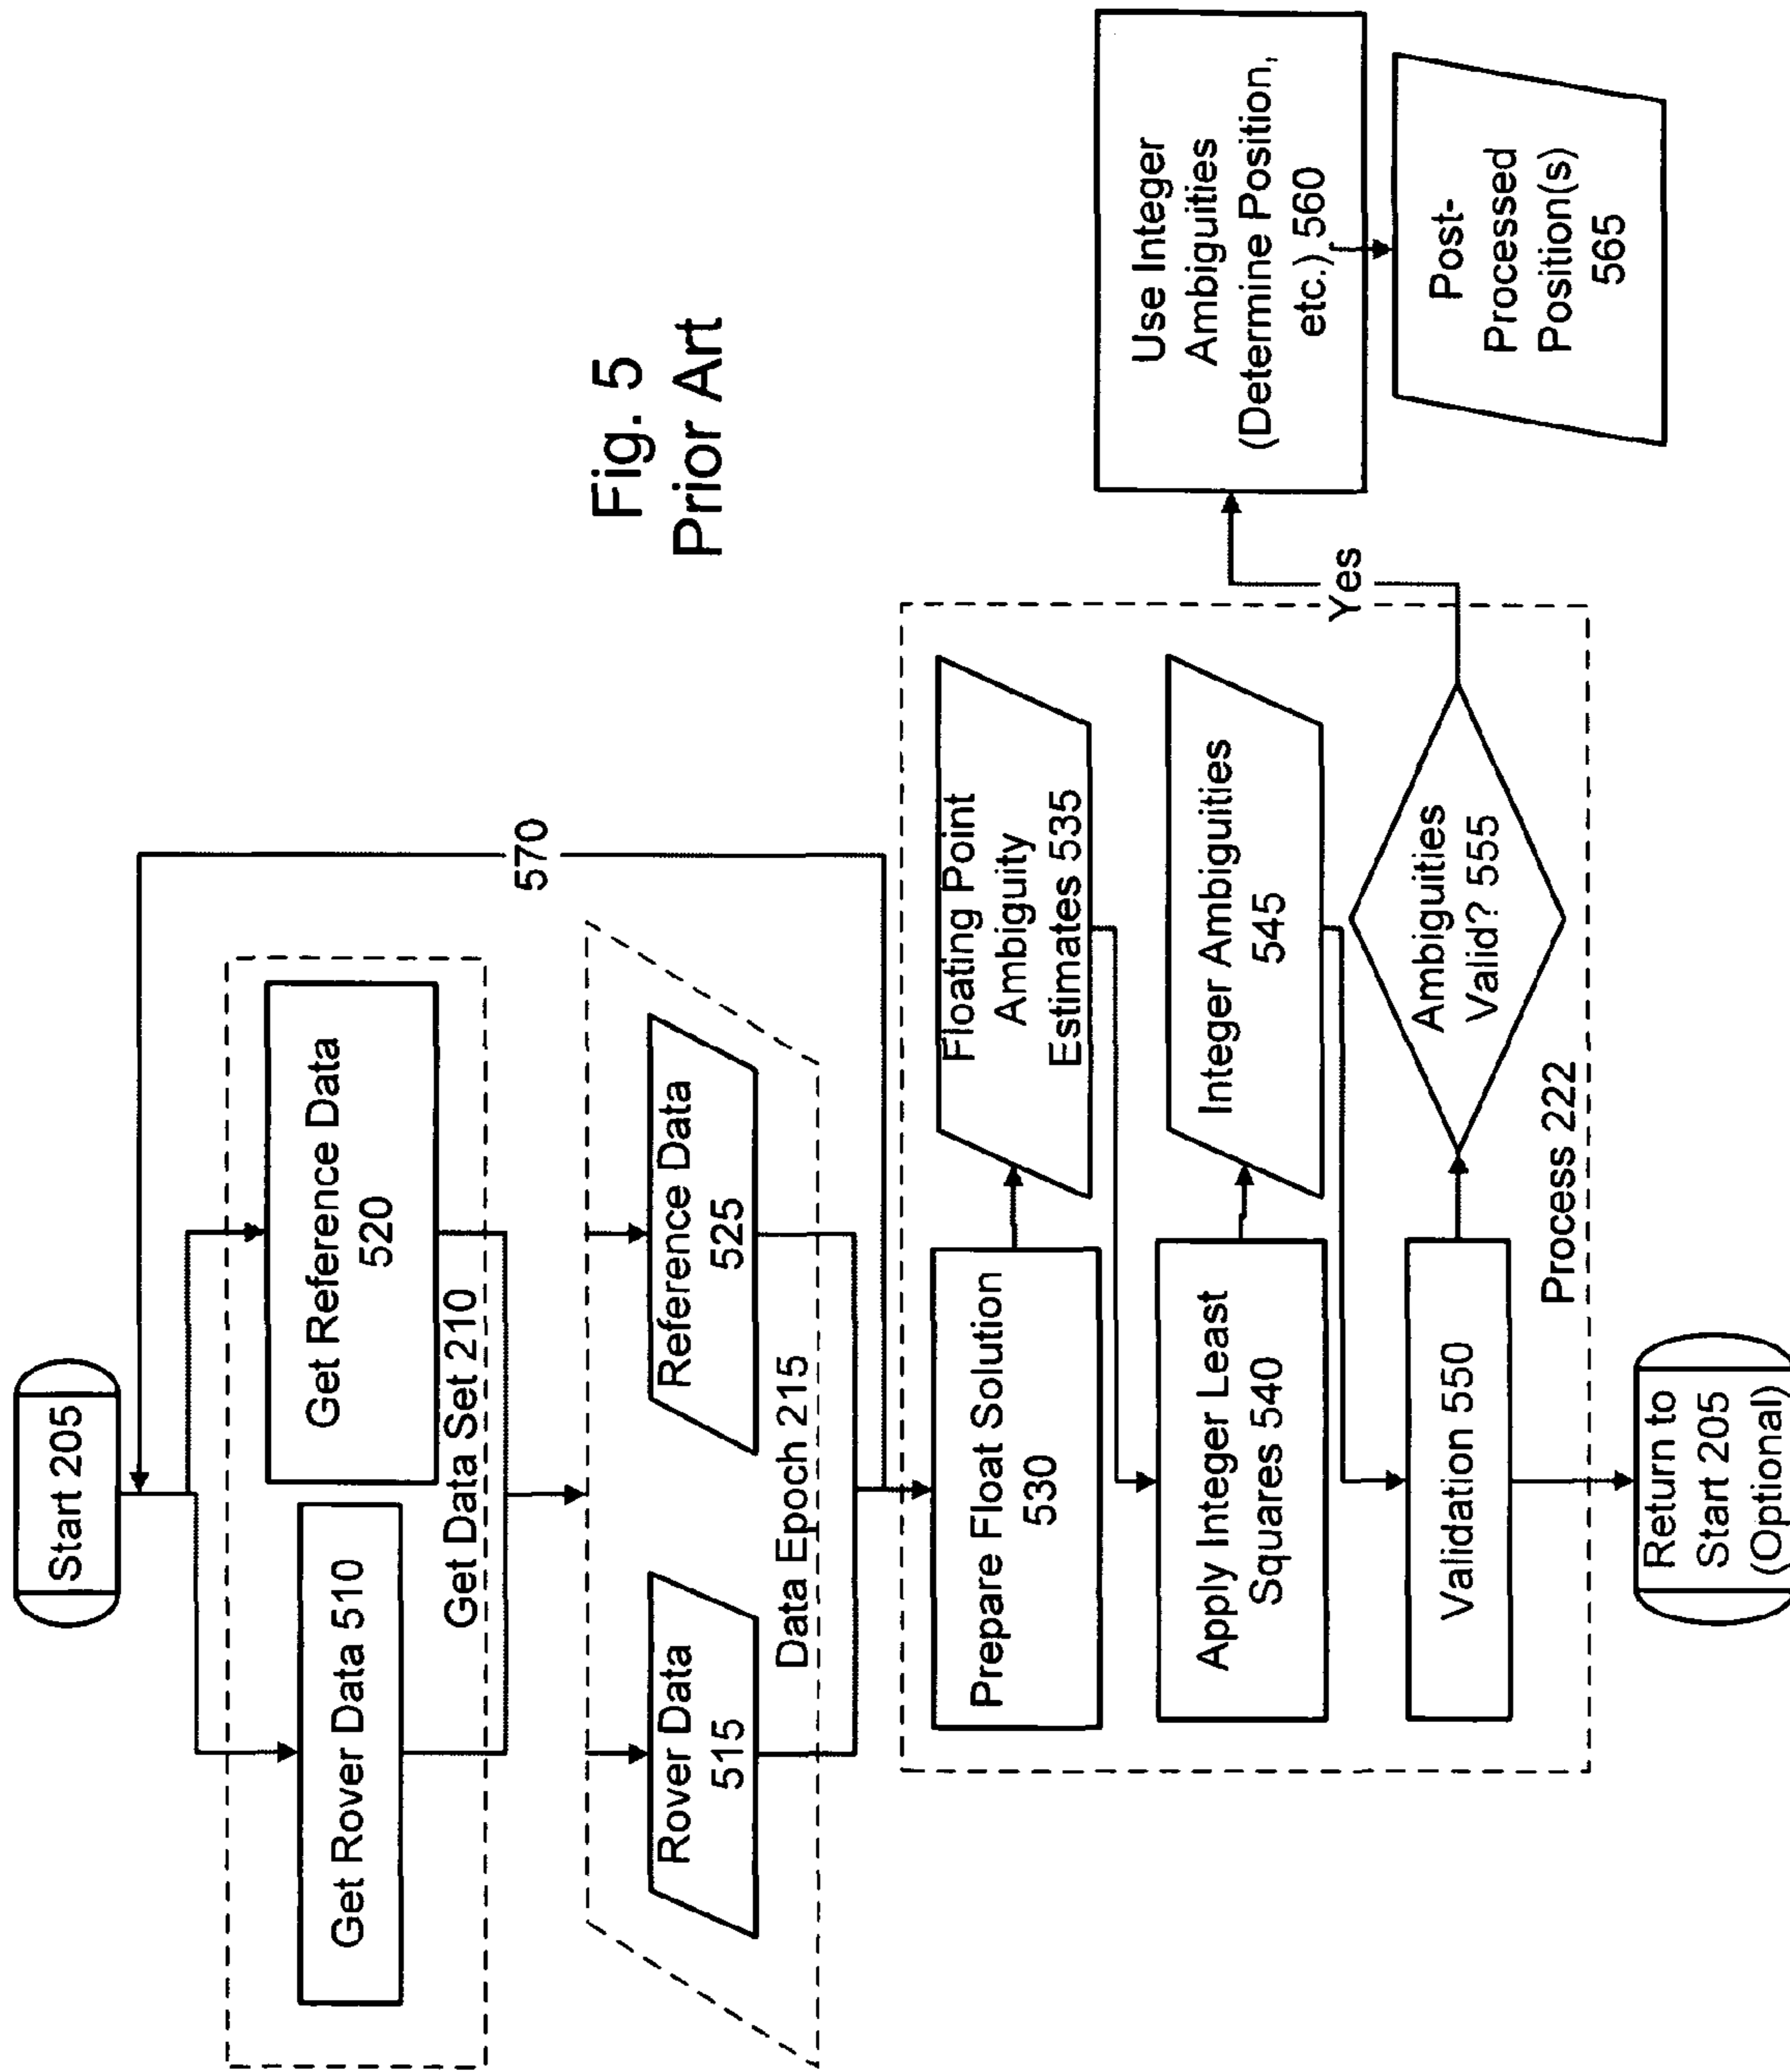 Fig. 5
Prior Art
Start 205
Get Rover Data 510
Get Reference Data
520
Get Data Set 210
570
Rover Data
515
Reference Data
525
Data Epoch 215
Prepare Float Solution
530
Floating Point
Ambiguity
Estimates 535
Apply Integer Least
Squares 540
Integer Ambiguities
545
Validation 550
Ambiguities
Valid? 555
Process 222
Yes
Use Integer
Ambiguities
(Determine Position,
etc.) 560
Post-
Processed
Position(s)
565
Return to
Start 205
(Optional)